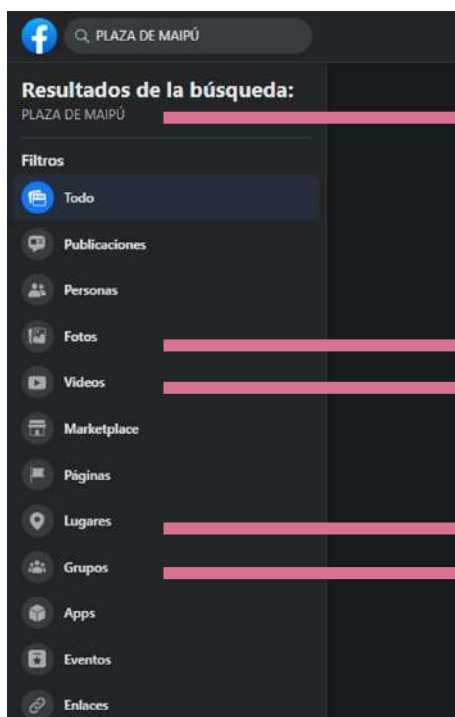 PLAZA DE MAIPÚ
Resultados de la búsqueda:
PLAZA DE MAIPÚ
Filtros
Todo
Publicaciones
Personas
Fotos
Videos
Marketplace
Páginas
Lugares
Grupos
Apps
Eventos
Enlaces